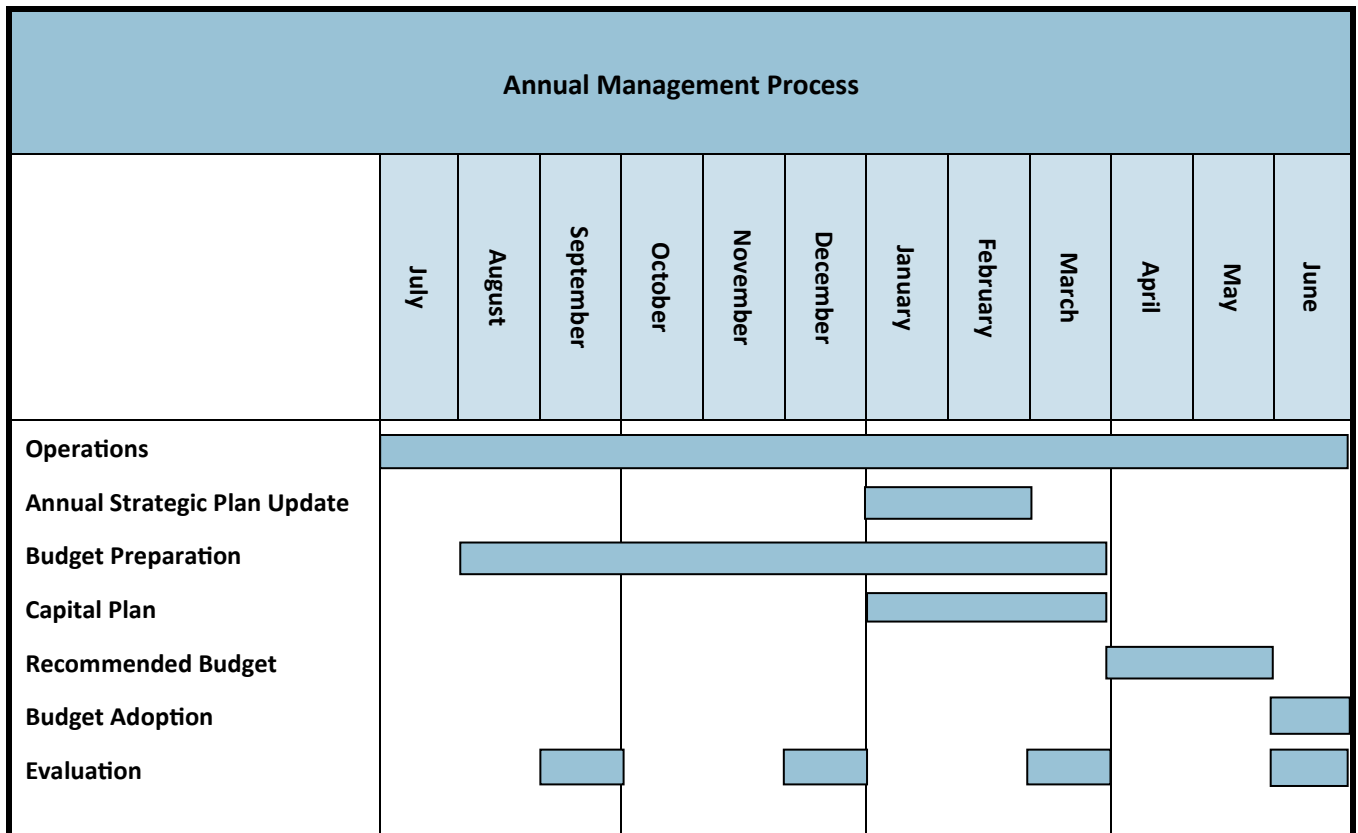 Annual Management Process
July
August
September
October
November
December
January
February
March
April
May
June
Operations
Annual Strategic Plan Update
Budget Preparation
Capital Plan
Recommended Budget
Budget Adoption
Evaluation